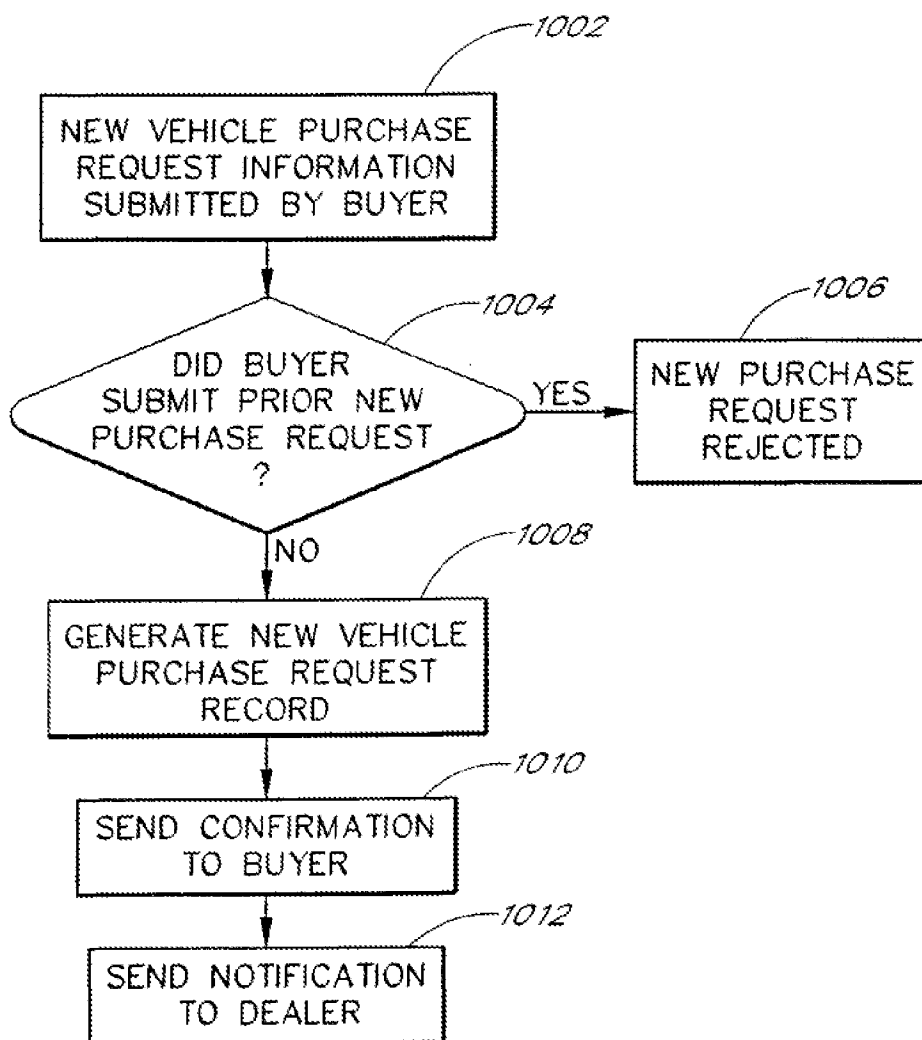 1002
NEW VEHICLE PURCHASE
REQUEST INFORMATION
SUBMITTED BY BUYER
1004
DID BUYER
SUBMIT PRIOR NEW
PURCHASE REQUEST
?
YES
1006
NEW PURCHASE
REQUEST
REJECTED
NO
1008
GENERATE NEW VEHICLE
PURCHASE REQUEST
RECORD
1010
SEND CONFIRMATION
TO BUYER
1012
SEND NOTIFICATION
TO DEALER